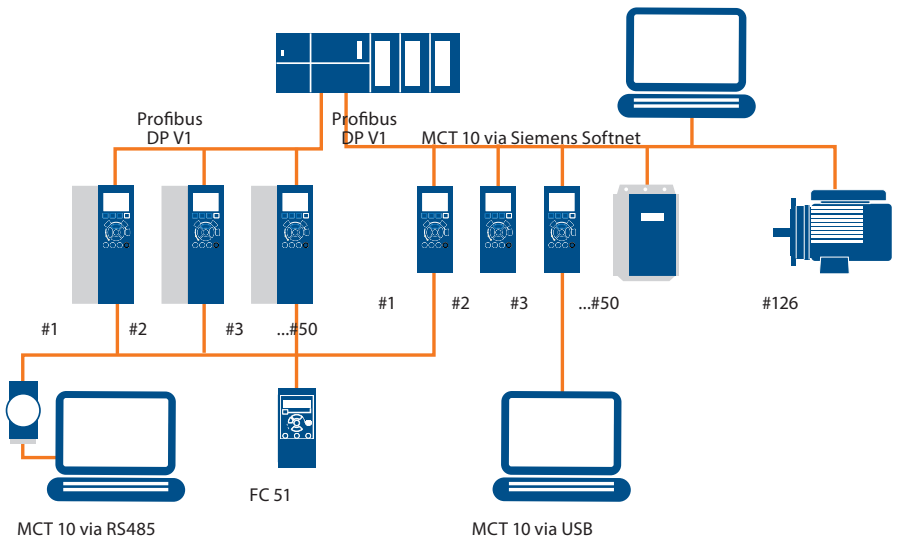 Profibus
DP V1
Profibus
DP V1
MCT 10 via Siemens Softnet
#1
#2
#3
...#50
#1
#2
#3
...#50
#126
FC 51
MCT 10 via RS485
MCT 10 via USB